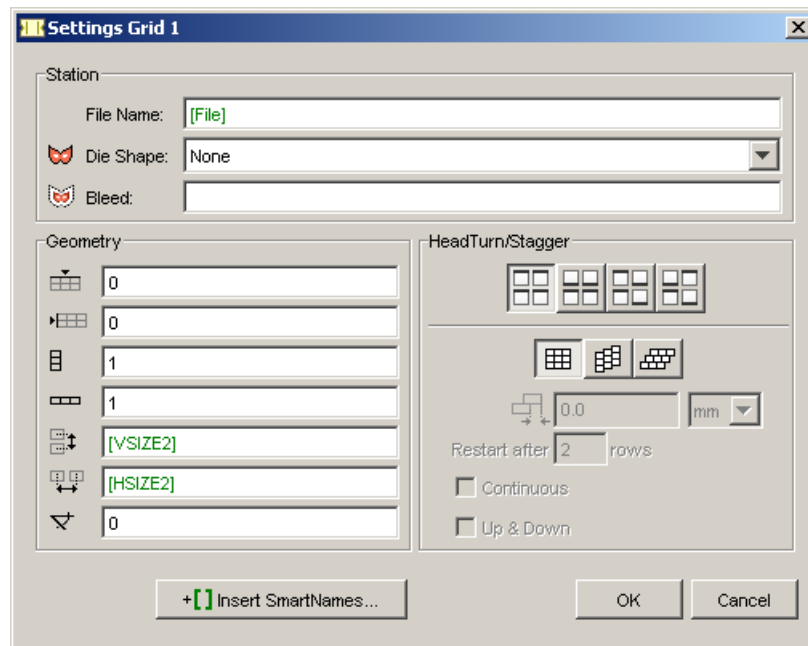 Settings Grid 1
Station
File Name: [File]
Die Shape: None
Bleed:
Geometry
0
0
1
1
[VSIZE2]
[HSIZE2]
0
HeadTurn/Stagger
0.0 mm
Restart after 2 rows
Continuous
Up & Down
+[] Insert SmartNames...
OK
Cancel